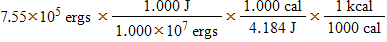 7.55×10⁵ ergs × 1.000 J / 1.000×10⁷ ergs × 1.000 cal / 4.184 J × 1 kcal / 1000 cal